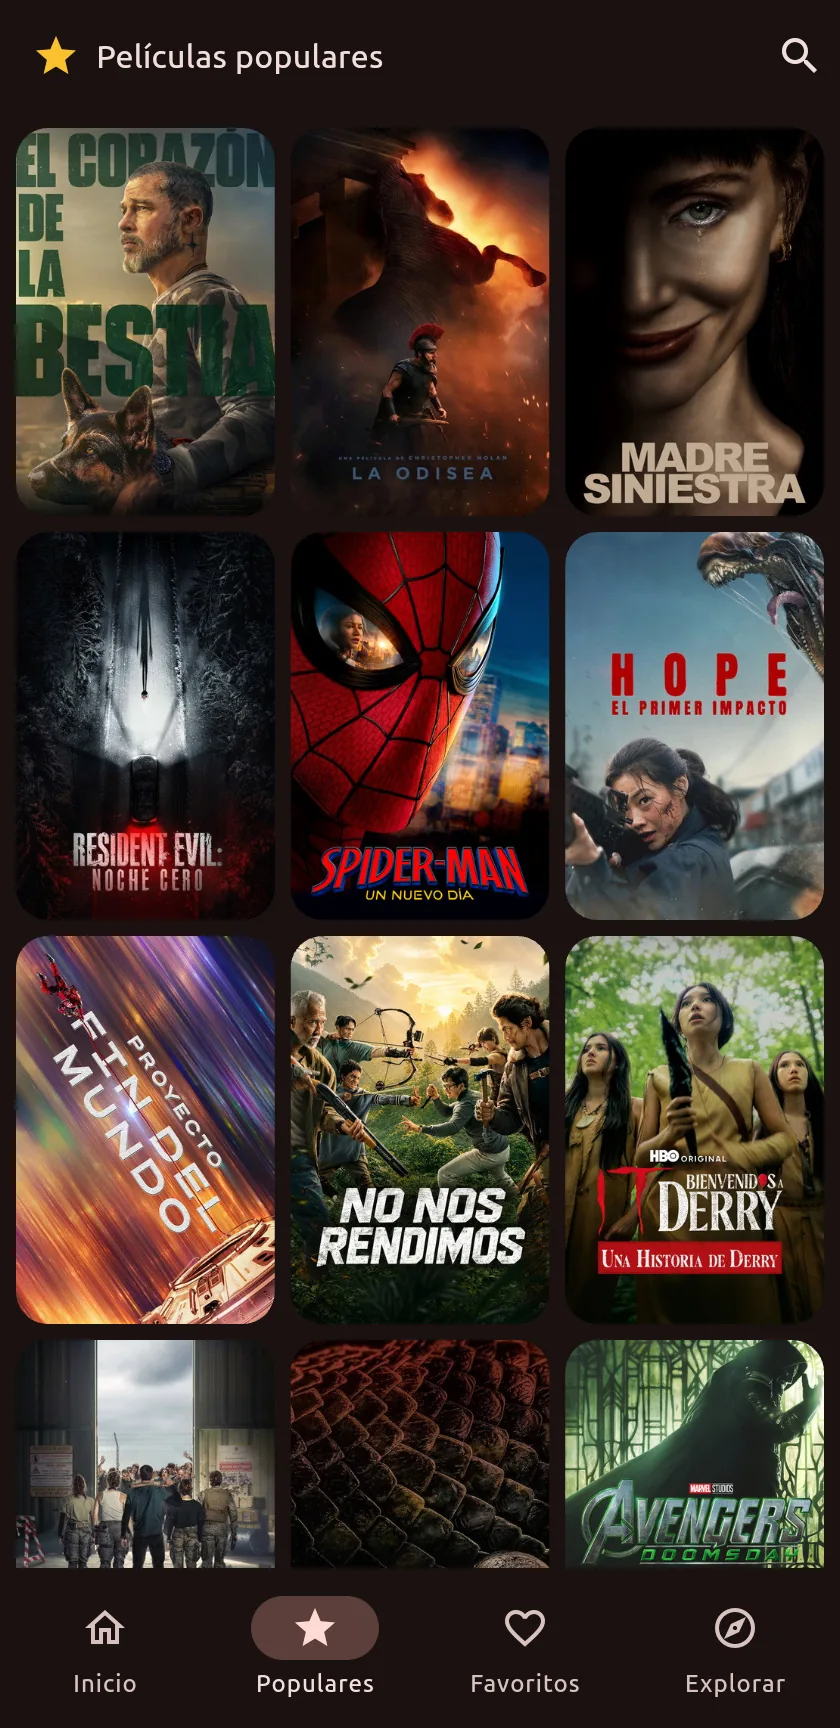 Películas populares
EL CORAZÓN
DE
LA
BESTIA
UNA PELÍCULA DE CHRISTOPHER NOLAN
LA ODISEA
MADRE
SINIESTRA
RESIDENT EVIL:
NOCHE CERO
SPIDER-MAN
UN NUEVO DÍA
HOPE
EL PRIMER IMPACTO
PROYECTO
FIN DEL
MUNDO
NO NOS
RENDIMOS
HBO ORIGINAL
IT BIENVENIDOS A
DERRY
UNA HISTORIA DE DERRY
MARVEL STUDIOS
AVENGERS
DOOMSDAY
Inicio
Populares
Favoritos
Explorar